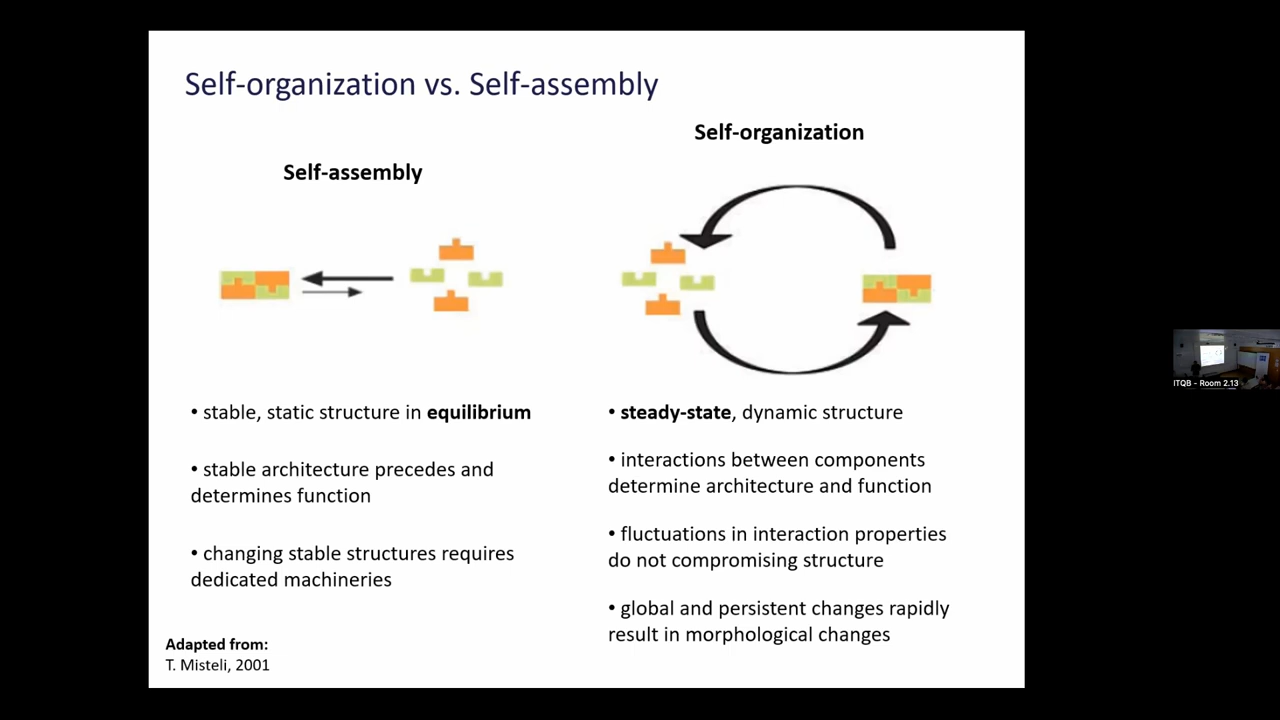 Self-organization vs. Self-assembly
Self-assembly
• stable, static structure in equilibrium
• stable architecture precedes and
determines function
• changing stable structures requires
dedicated machineries
Self-organization
• steady-state, dynamic structure
• interactions between components
determine architecture and function
• fluctuations in interaction properties
do not compromising structure
• global and persistent changes rapidly
result in morphological changes
Adapted from:
T. Misteli, 2001
ITQB - Room 2.13